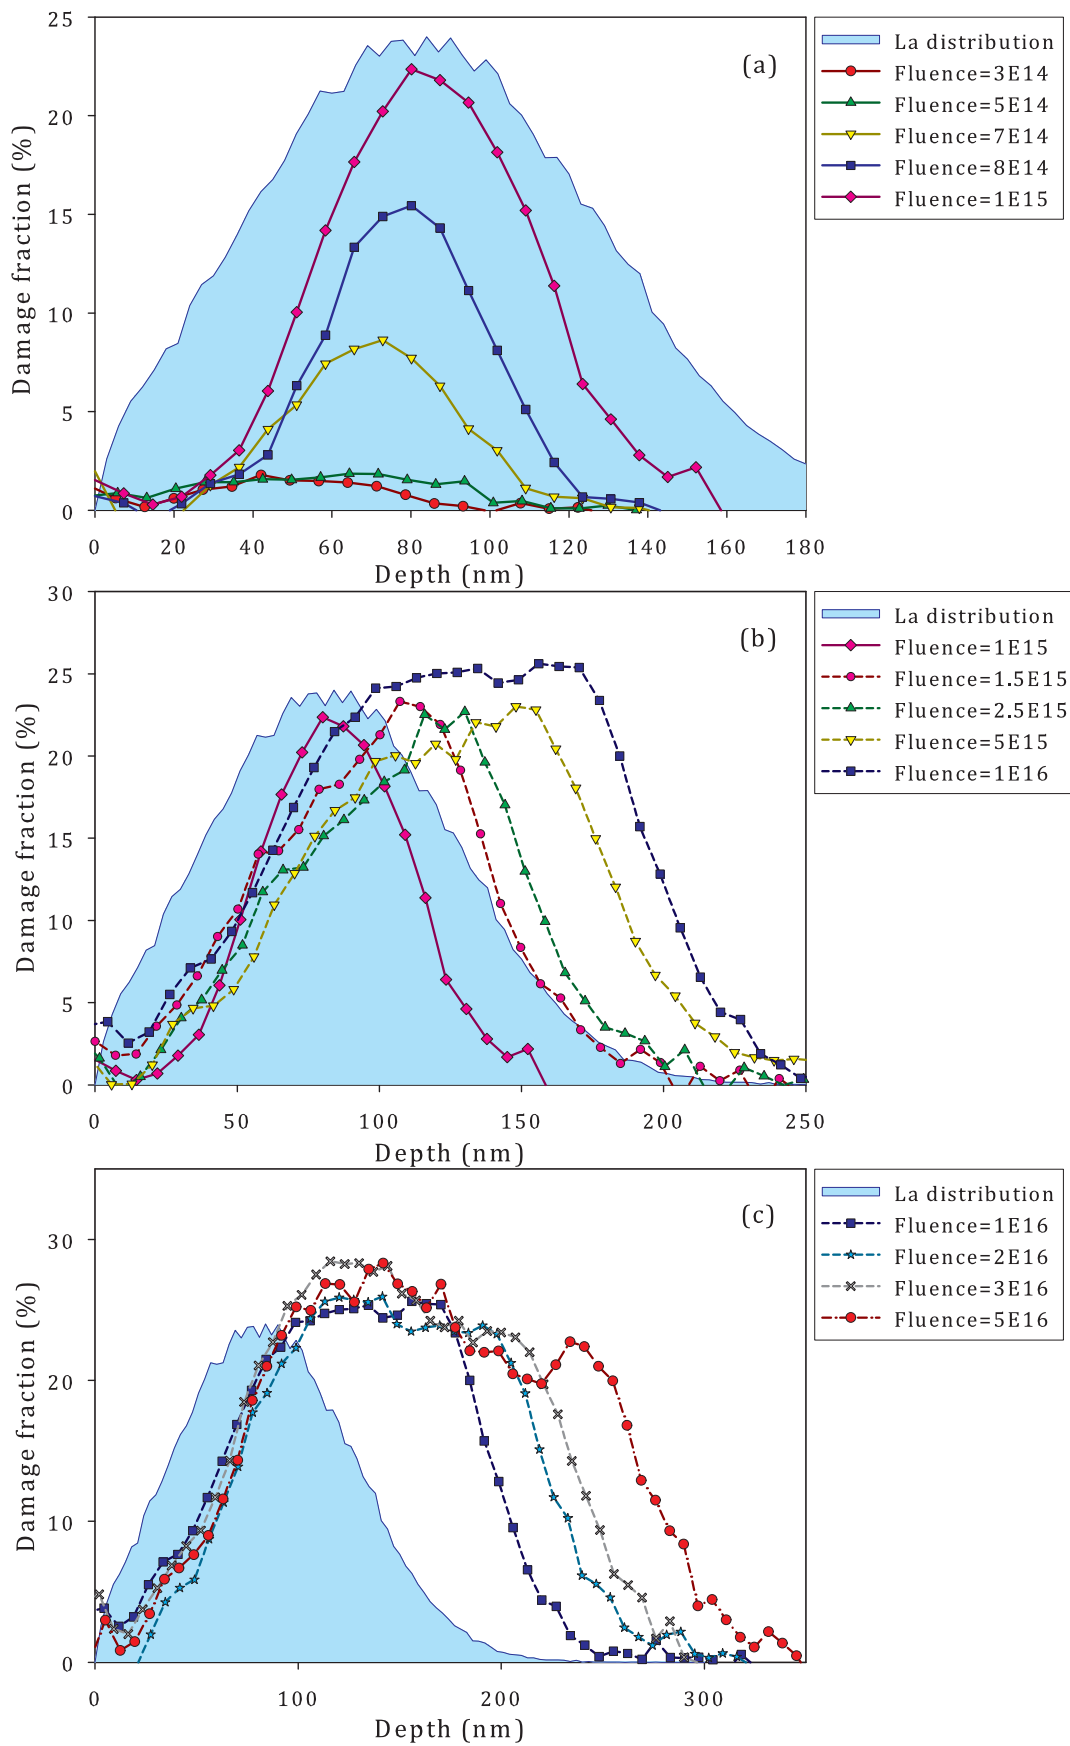 25
20
15
10
5
0
Damage fraction (%)
(a)
0 20 40 60 80 100 120 140 160 180
Depth (nm)
La distribution
Fluence=3E14
Fluence=5E14
Fluence=7E14
Fluence=8E14
Fluence=1E15
30
25
20
15
10
5
0
Damage fraction (%)
(b)
0 50 100 150 200 250
Depth (nm)
La distribution
Fluence=1E15
Fluence=1.5E15
Fluence=2.5E15
Fluence=5E15
Fluence=1E16
30
20
10
0
Damage fraction (%)
(c)
0 100 200 300
Depth (nm)
La distribution
Fluence=1E16
Fluence=2E16
Fluence=3E16
Fluence=5E16